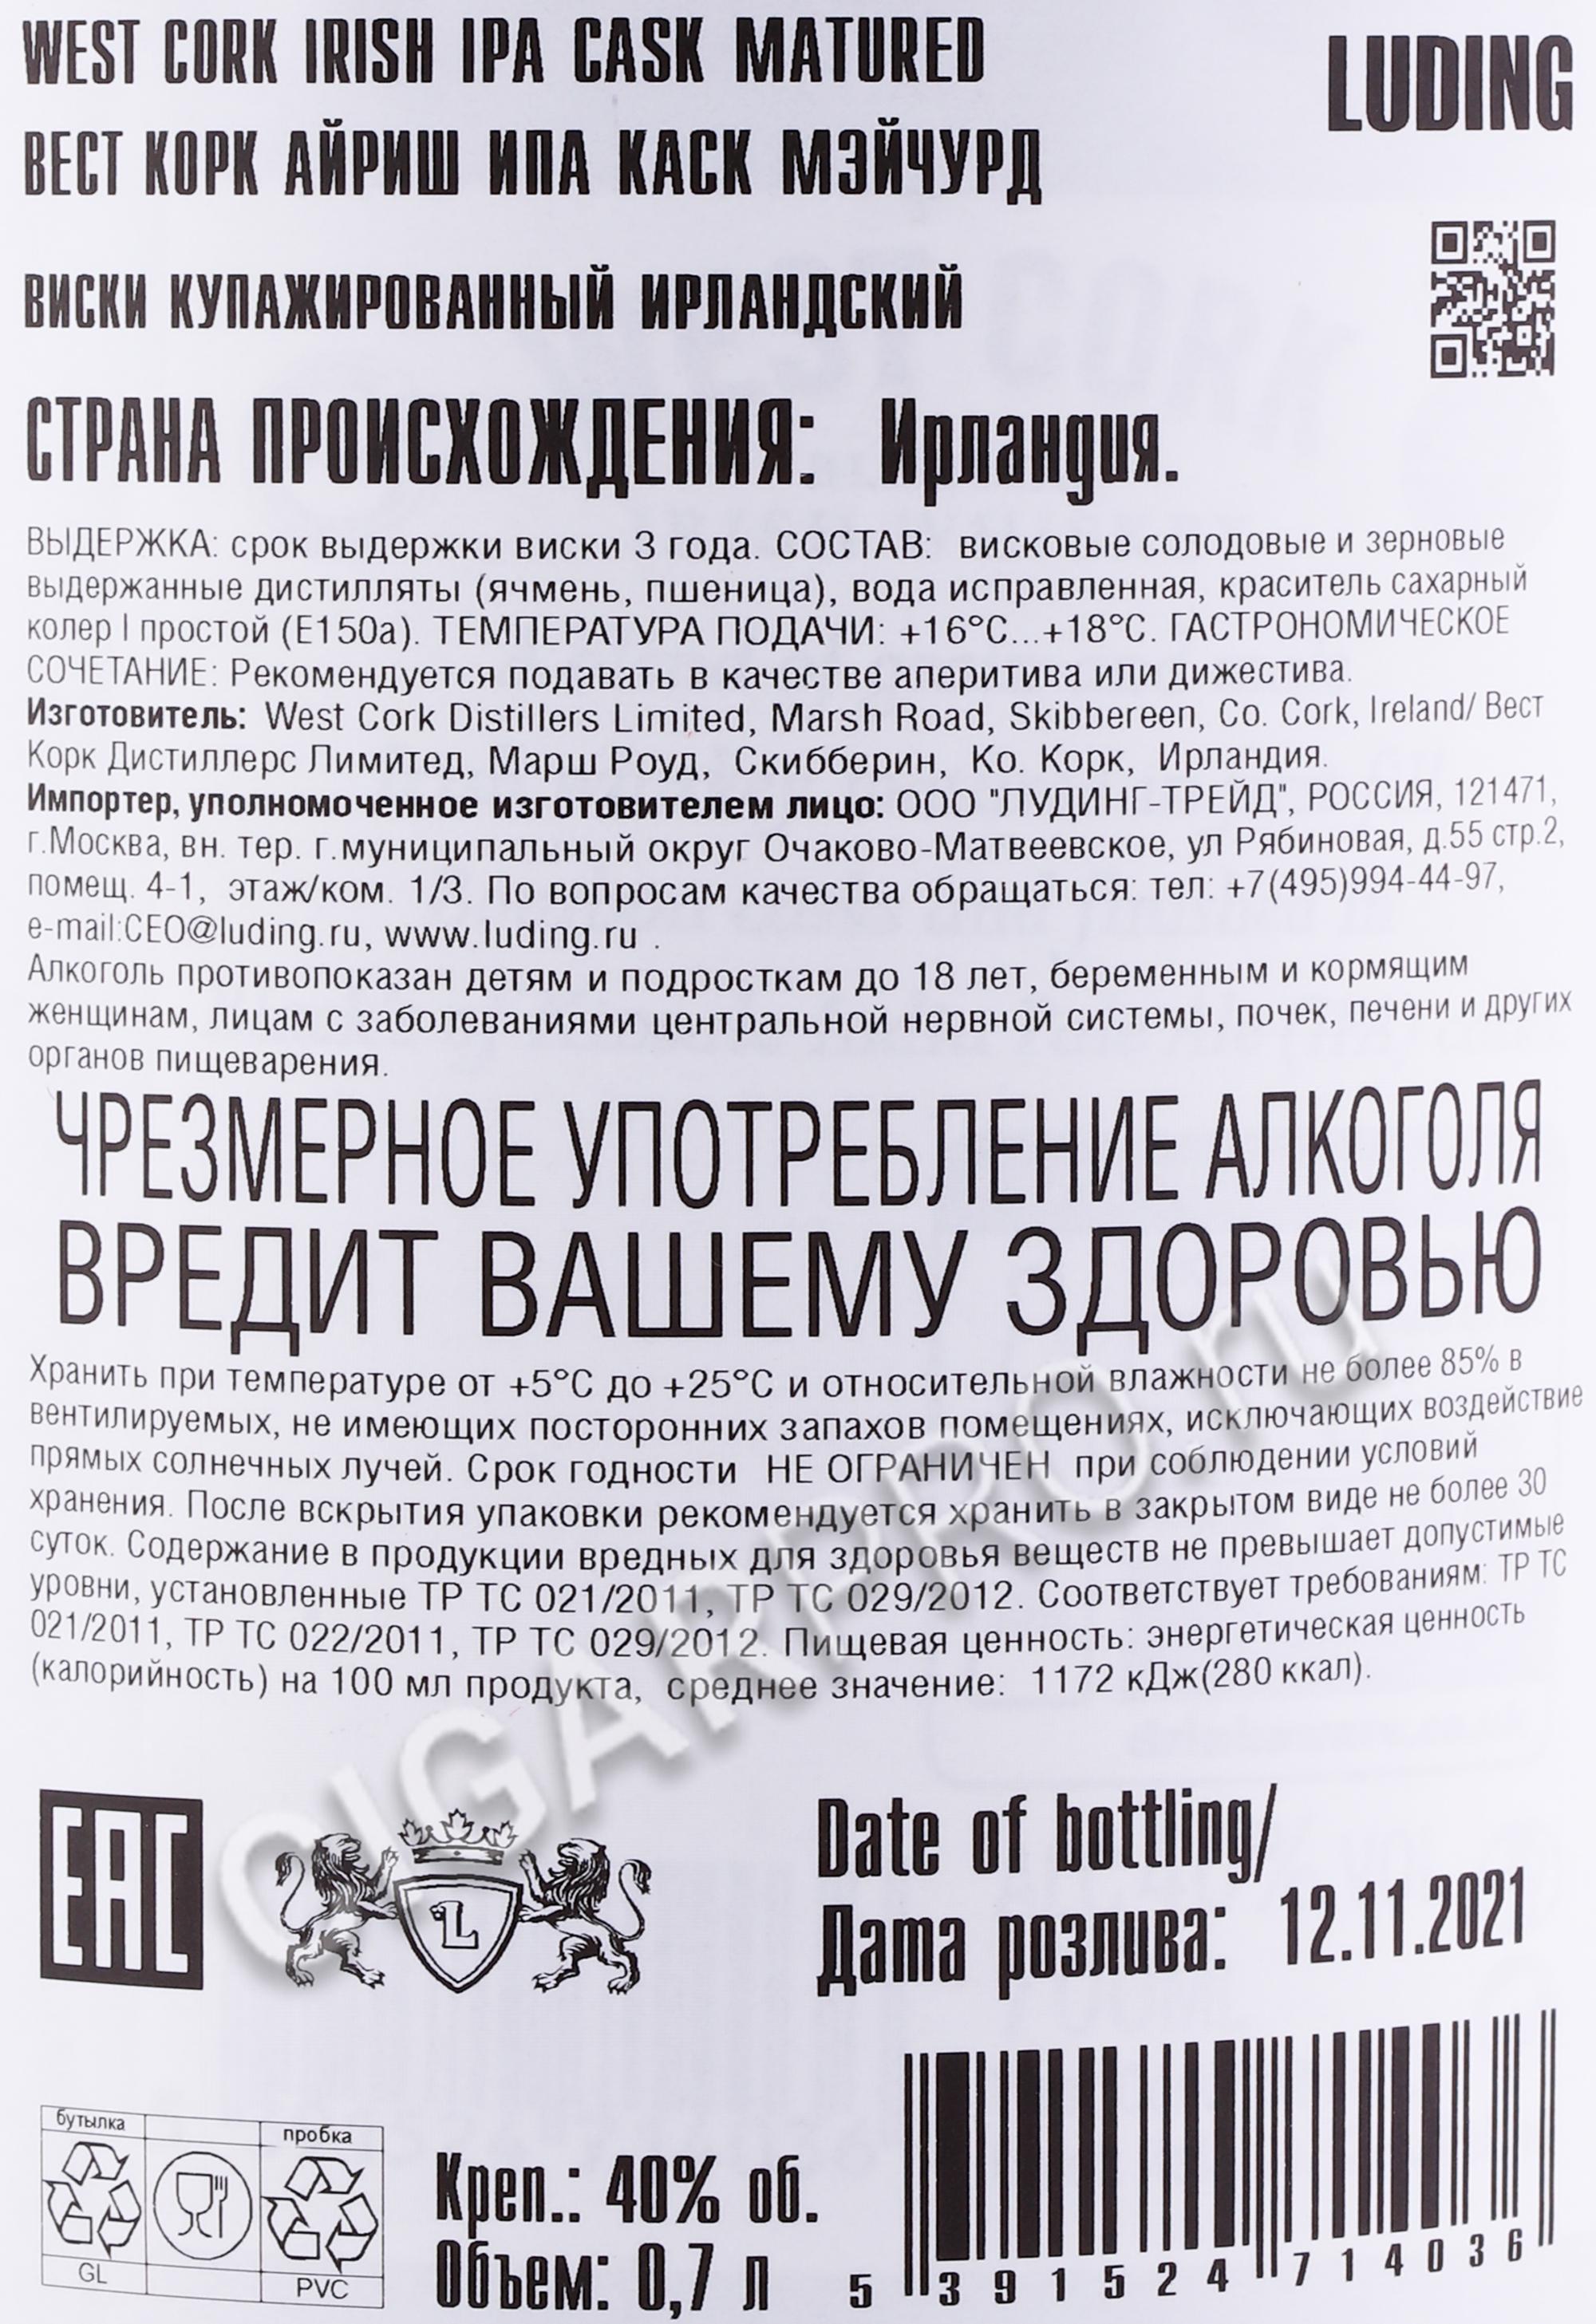 WEST CORK IRISH IPA CASK MATURED
LUDING
ВЕСТ КОРК АЙРИШ ИПА КАСК МЭЙЧУРД
ВИСКИ КУПАЖИРОВАННЫЙ ИРЛАНДСКИЙ
СТРАНА ПРОИСХОЖДЕНИЯ: Ирландия.
ВЫДЕРЖКА: срок выдержки виски 3 года. СОСТАВ: висковые солодовые и зерновые
выдержанные дистилляты (ячмень, пшеница), вода исправленная, краситель сахарный
колер I простой (Е150а). ТЕМПЕРАТУРА ПОДАЧИ: +16°С...+18°С. ГАСТРОНОМИЧЕСКОЕ
СОЧЕТАНИЕ: Рекомендуется подавать в качестве аперитива или дижестива.
Изготовитель: West Cork Distillers Limited, Marsh Road, Skibbereen, Co. Cork, Ireland/ Вест
Корк Дистиллерс Лимитед, Марш Роуд, Скибберин, Ко. Корк, Ирландия.
Импортер, уполномоченное изготовителем лицо: ООО "ЛУДИНГ-ТРЕЙД", РОССИЯ, 121471,
г.Москва, вн. тер. г.муниципальный округ Очаково-Матвеевское, ул Рябиновая, д.55 стр.2,
помещ. 4-1, этаж/ком. 1/3. По вопросам качества обращаться: тел: +7(495)994-44-97,
e-mail:CEO@luding.ru, www.luding.ru .
Алкоголь противопоказан детям и подросткам до 18 лет, беременным и кормящим
женщинам, лицам с заболеваниями центральной нервной системы, почек, печени и других
органов пищеварения.
ЧРЕЗМЕРНОЕ УПОТРЕБЛЕНИЕ АЛКОГОЛЯ
ВРЕДИТ ВАШЕМУ ЗДОРОВЬЮ
Хранить при температуре от +5°С до +25°С и относительной влажности не более 85% в
вентилируемых, не имеющих посторонних запахов помещениях, исключающих воздействие
прямых солнечных лучей. Срок годности НЕ ОГРАНИЧЕН при соблюдении условий
хранения. После вскрытия упаковки рекомендуется хранить в закрытом виде не более 30
суток. Содержание в продукции вредных для здоровья веществ не превышает допустимые
уровни, установленные ТР ТС 021/2011, ТР ТС 029/2012. Соответствует требованиям: ТР ТС
021/2011, ТР ТС 022/2011, ТР ТС 029/2012. Пищевая ценность: энергетическая ценность
(калорийность) на 100 мл продукта, среднее значение: 1172 кДж(280 ккал).
CIGARPRO.ru
EAC
L
Date of bottling/
Дата розлива: 12.11.2021
бутылка
пробка
GL
PVC
Креп.: 40% об.
Объем: 0,7 л
5 391524 714036